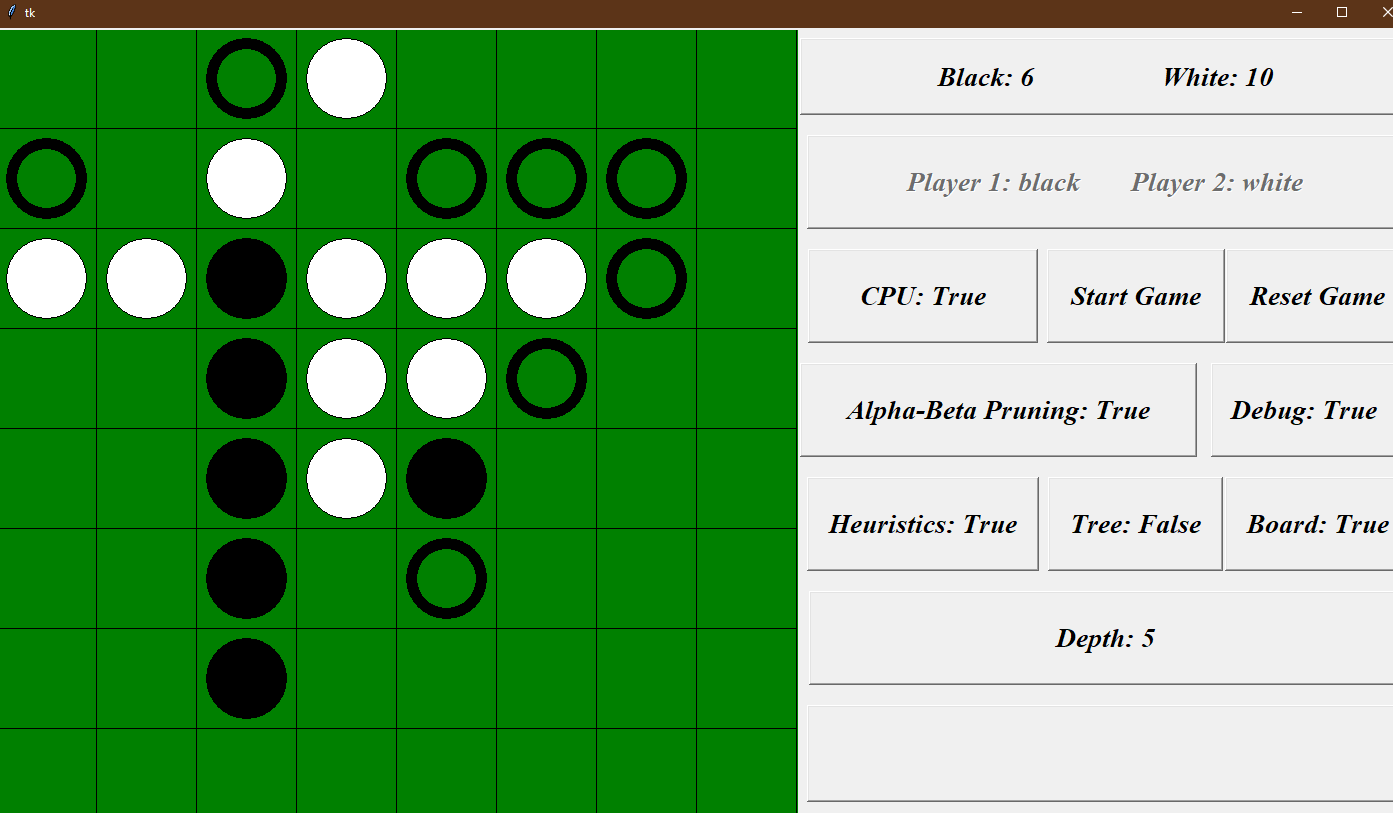 tk
Black: 6 White: 10
Player 1: black Player 2: white
CPU: True Start Game Reset Game
Alpha-Beta Pruning: True Debug: True
Heuristics: True Tree: False Board: True
Depth: 5